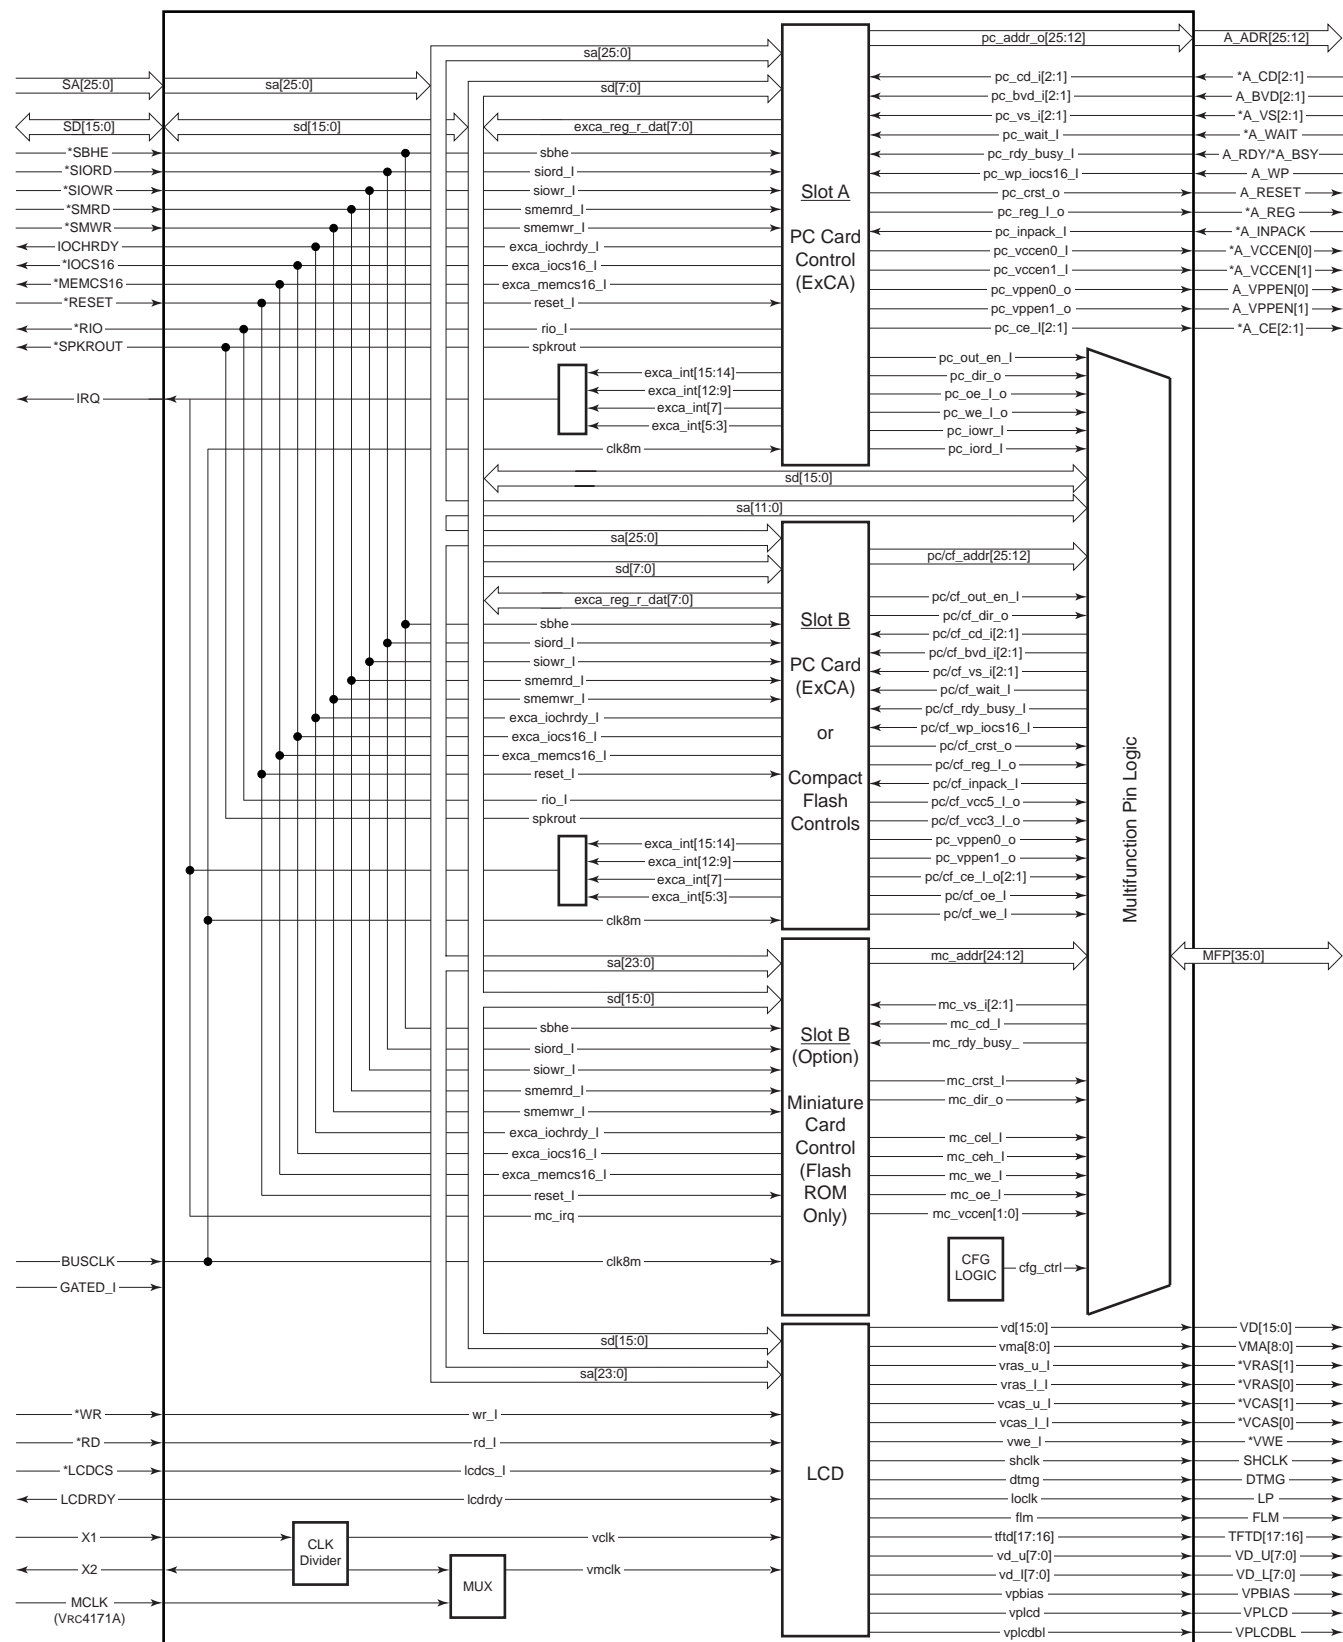 SA[25:0]
sa[25:0]
SD[15:0]
sd[15:0]
*SBHE
*SIORD
*SIOWR
*SMRD
*SMWR
IOCHRDY
*IOCS16
*MEMCS16
*RESET
*RIO
*SPKROUT
IRQ
sa[25:0]
sd[7:0]
exca_reg_r_dat[7:0]
sbhe
siord_l
siowr_l
smemrd_l
smemwr_l
exca_iochrdy_l
exca_iocs16_l
exca_memcs16_l
reset_l
rio_l
spkrout
exca_int[15:14]
exca_int[12:9]
exca_int[7]
exca_int[5:3]
clk8m
Slot A
PC Card
Control
(ExCA)
pc_addr_o[25:12]
pc_cd_i[2:1]
pc_bvd_i[2:1]
pc_vs_i[2:1]
pc_wait_l
pc_rdy_busy_l
pc_wp_iocs16_l
pc_crst_o
pc_reg_l_o
pc_inpack_l
pc_vccen0_l
pc_vccen1_l
pc_vppen0_o
pc_vppen1_o
pc_ce_l[2:1]
pc_out_en_l
pc_dir_o
pc_oe_l_o
pc_we_l_o
pc_iowr_l
pc_iord_l
A_ADR[25:12]
*A_CD[2:1]
A_BVD[2:1]
*A_VS[2:1]
*A_WAIT
A_RDY/*A_BSY
A_WP
A_RESET
*A_REG
*A_INPACK
*A_VCCEN[0]
*A_VCCEN[1]
A_VPPEN[0]
A_VPPEN[1]
*A_CE[2:1]
sd[15:0]
sa[11:0]
sa[25:0]
sd[7:0]
exca_reg_r_dat[7:0]
sbhe
siord_l
siowr_l
smemrd_l
smemwr_l
exca_iochrdy_l
exca_iocs16_l
exca_memcs16_l
reset_l
rio_l
spkrout
exca_int[15:14]
exca_int[12:9]
exca_int[7]
exca_int[5:3]
clk8m
Slot B
PC Card
(ExCA)
or
Compact
Flash
Controls
pc/cf_addr[25:12]
pc/cf_out_en_l
pc/cf_dir_o
pc/cf_cd_i[2:1]
pc/cf_bvd_i[2:1]
pc/cf_vs_i[2:1]
pc/cf_wait_l
pc/cf_rdy_busy_l
pc/cf_wp_iocs16_l
pc/cf_crst_o
pc/cf_reg_l_o
pc/cf_inpack_l
pc/cf_vcc5_l_o
pc/cf_vcc3_l_o
pc_vppen0_o
pc_vppen1_o
pc/cf_ce_l_o[2:1]
pc/cf_oe_l
pc/cf_we_l
Multifunction Pin Logic
MFP[35:0]
sa[23:0]
sd[15:0]
sbhe
siord_l
siowr_l
smemrd_l
smemwr_l
exca_iochrdy_l
exca_iocs16_l
exca_memcs16_l
reset_l
mc_irq
clk8m
BUSCLK
GATED_I
Slot B
(Option)
Miniature
Card
Control
(Flash
ROM
Only)
mc_addr[24:12]
mc_vs_i[2:1]
mc_cd_l
mc_rdy_busy_
mc_crst_l
mc_dir_o
mc_cel_l
mc_ceh_l
mc_we_l
mc_oe_l
mc_vccen[1:0]
CFG
LOGIC
cfg_ctrl
sd[15:0]
sa[23:0]
*WR
wr_l
*RD
rd_l
*LCDCS
lcdcs_l
LCDRDY
lcdrdy
X1
X2
CLK
Divider
vclk
MUX
vmclk
MCLK
(VRC4171A)
LCD
vd[15:0]
vma[8:0]
vras_u_l
vras_l_l
vcas_u_l
vcas_l_l
vwe_l
shclk
dtmg
loclk
flm
tftd[17:16]
vd_u[7:0]
vd_l[7:0]
vpbias
vplcd
vplcdbl
VD[15:0]
VMA[8:0]
*VRAS[1]
*VRAS[0]
*VCAS[1]
*VCAS[0]
*VWE
SHCLK
DTMG
LP
FLM
TFTD[17:16]
VD_U[7:0]
VD_L[7:0]
VPBIAS
VPLCD
VPLCDBL